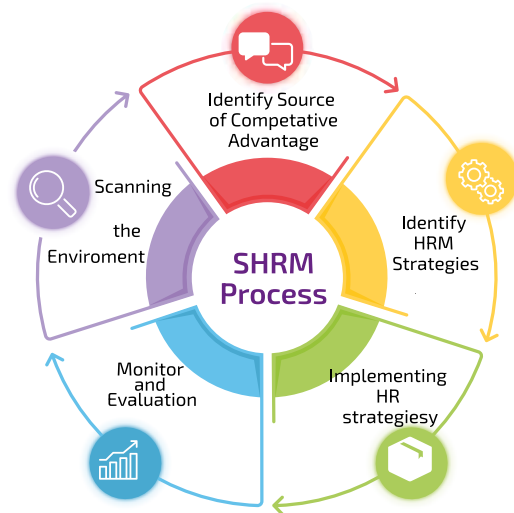 Identify Source
of Competative
Advantage
Scanning
the
Enviroment
Identify
HRM
Strategies
SHRM
Process
Monitor
and
Evaluation
Implementing
HR
strategiesy